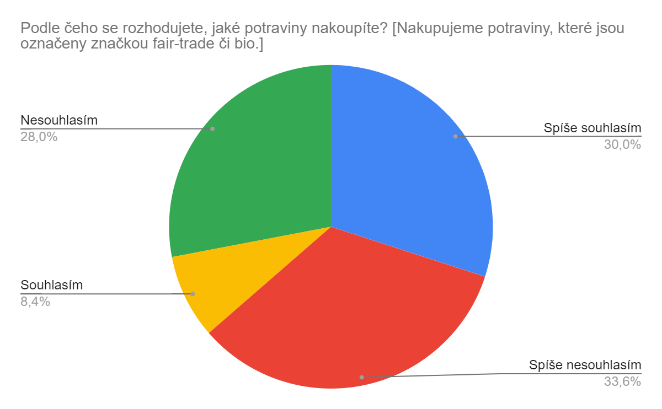 Podle čeho se rozhodujete, jaké potraviny nakoupíte? [Nakupujeme potraviny, které jsou
označeny značkou fair-trade či bio.]
Nesouhlasím
28,0%
Spíše souhlasím
30,0%
Souhlasím
8,4%
Spíše nesouhlasím
33,6%